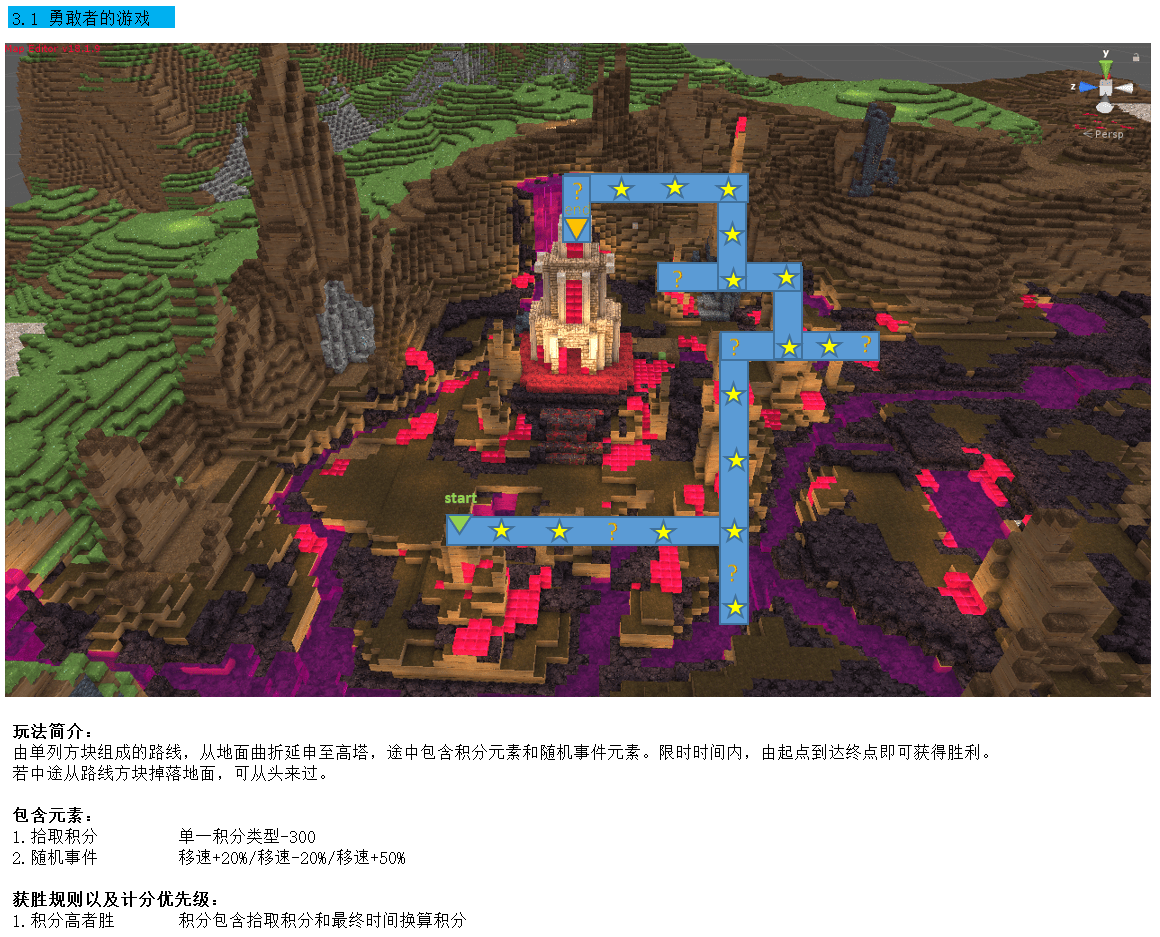 3.1 勇敢者的游戏
y
z
< Persp
?
?
?
?
start
?
?
玩法简介：
由单列方块组成的路线，从地面曲折延申至高塔，途中包含积分元素和随机事件元素。限时时间内，由起点到达终点即可获得胜利。
若中途从路线方块掉落地面，可从头来过。
包含元素：
1.拾取积分 单一积分类型-300
2.随机事件 移速+20%/移速-20%/移速+50%
获胜规则以及计分优先级：
1.积分高者胜 积分包含拾取积分和最终时间换算积分